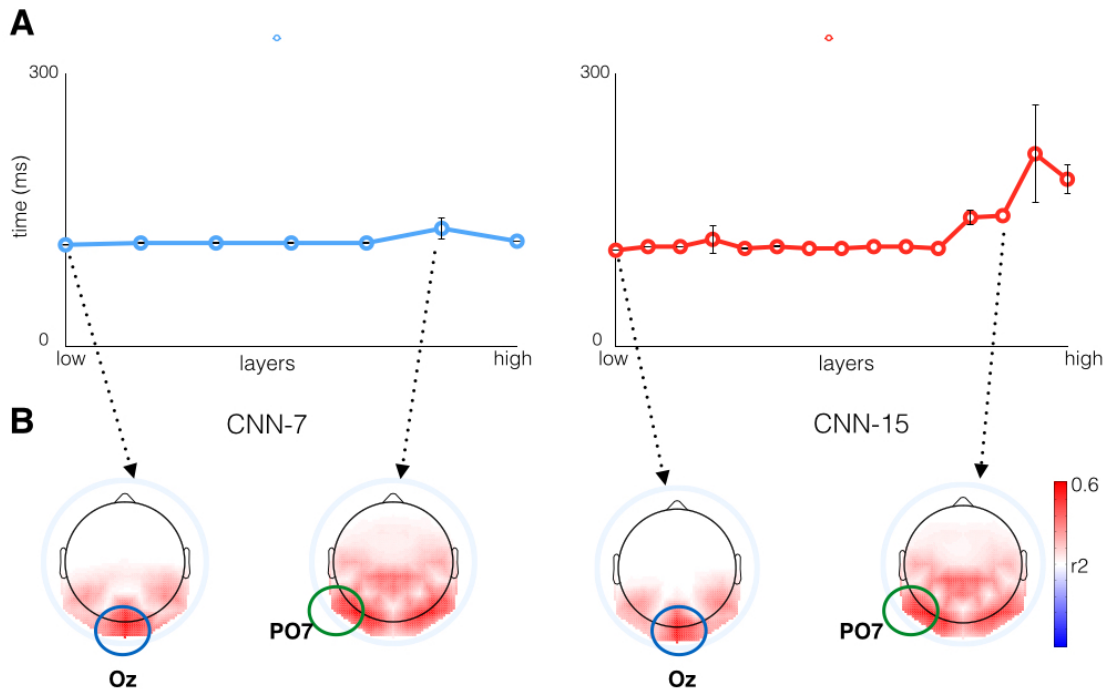 A
300
time (ms)
0
low
layers
high
300
0
low
layers
high
B
CNN-7
CNN-15
PO7
Oz
PO7
Oz
0.6
r2